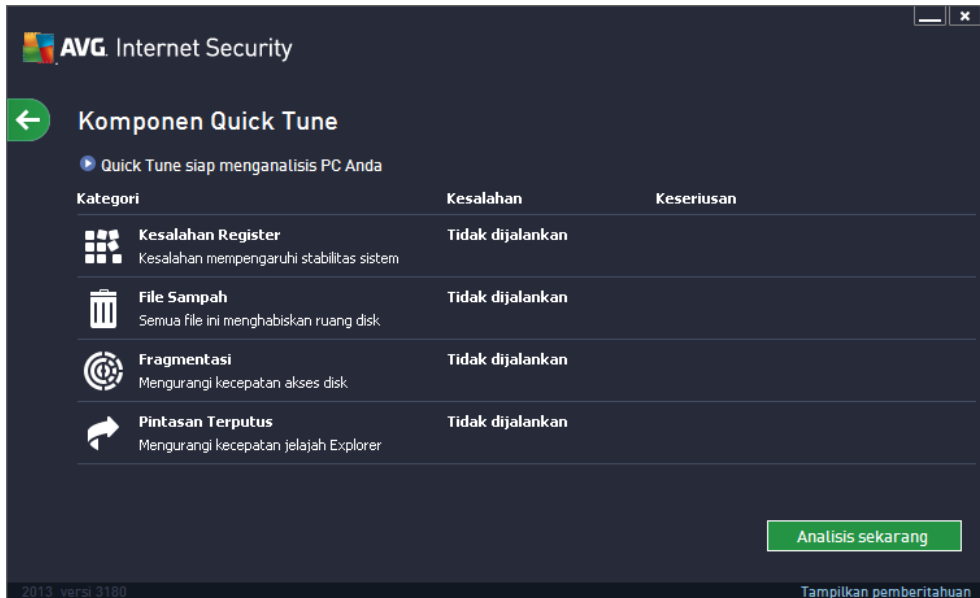 AVG. Internet Security
Komponen Quick Tune
Quick Tune siap menganalisis PC Anda
Kategori Kesalahan Keseriusan
Kesalahan Register Tidak dijalankan
Kesalahan mempengaruhi stabilitas sistem
File Sampah Tidak dijalankan
Semua file ini menghabiskan ruang disk
Fragmentasi Tidak dijalankan
Mengurangi kecepatan akses disk
Pintasan Terputus Tidak dijalankan
Mengurangi kecepatan jelajah Explorer
Analisis sekarang
2013 versi 3180 Tampilkan pemberitahuan